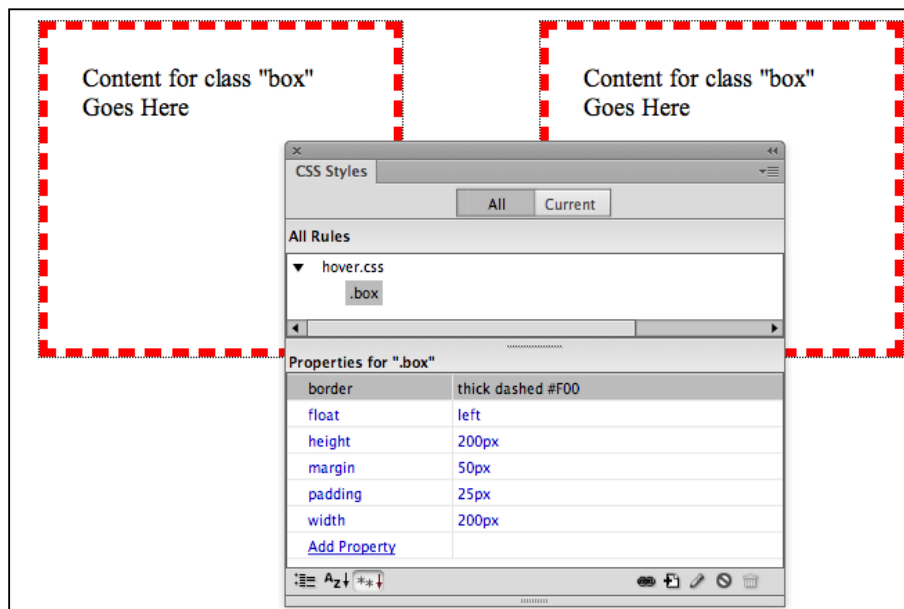 Content for class "box"
Goes Here
Content for class "box"
Goes Here
CSS Styles
All Current
All Rules
hover.css
.box
Properties for ".box"
border thick dashed #F00
float left
height 200px
margin 50px
padding 25px
width 200px
Add Property